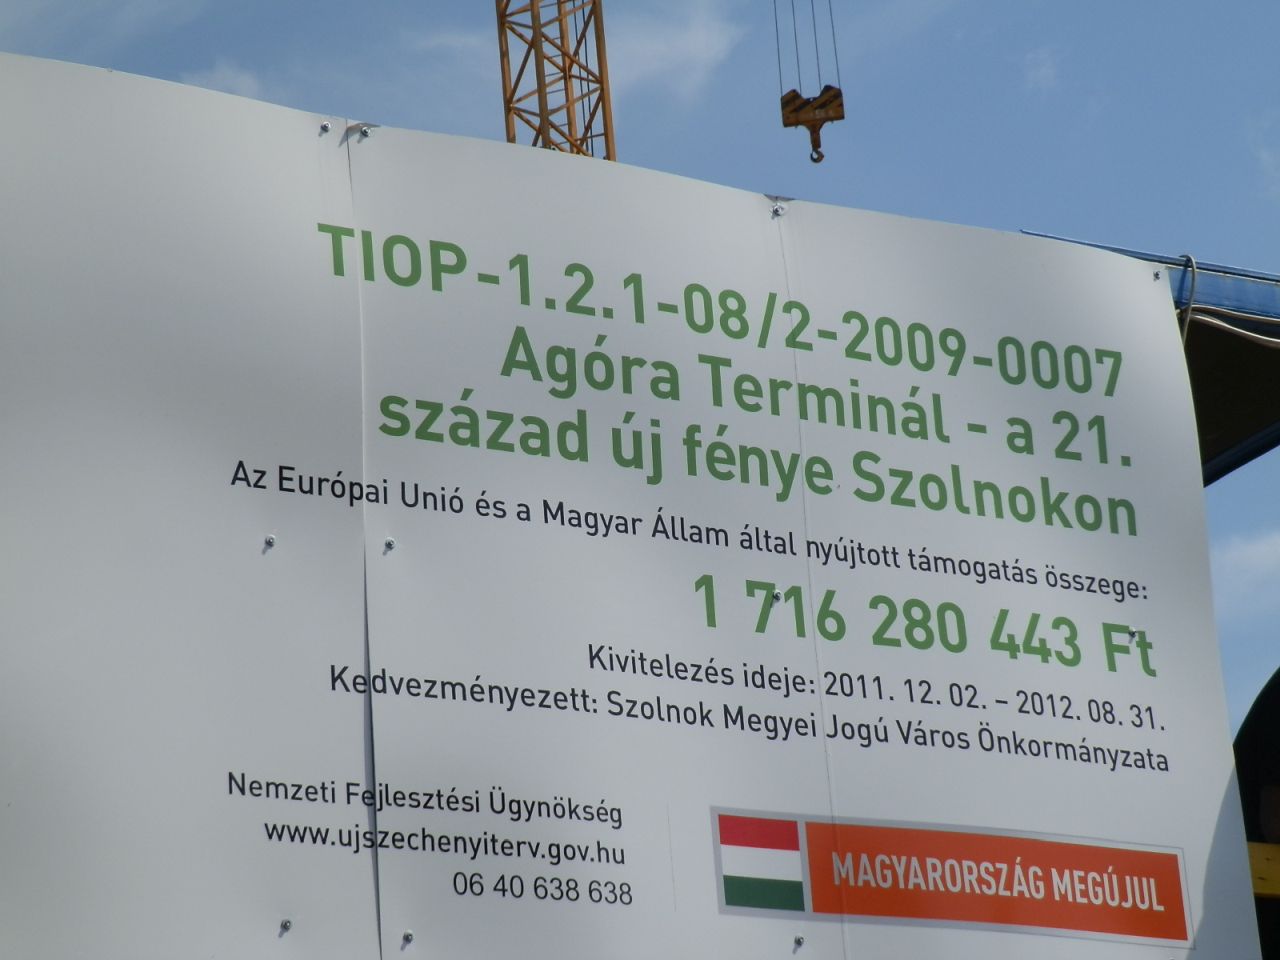 TIOP-1.2.1-08/2-2009-0007
Agóra Terminál - a 21.
század új fénye Szolnokon
Az Európai Unió és a Magyar Állam által nyújtott támogatás összege:
1 716 280 443 Ft
Kivitelezés ideje: 2011. 12. 02. – 2012. 08. 31.
Kedvezményezett: Szolnok Megyei Jogú Város Önkormányzata
Nemzeti Fejlesztési Ügynökség
www.ujszechenyiterv.gov.hu
06 40 638 638
MAGYARORSZÁG MEGÚJUL